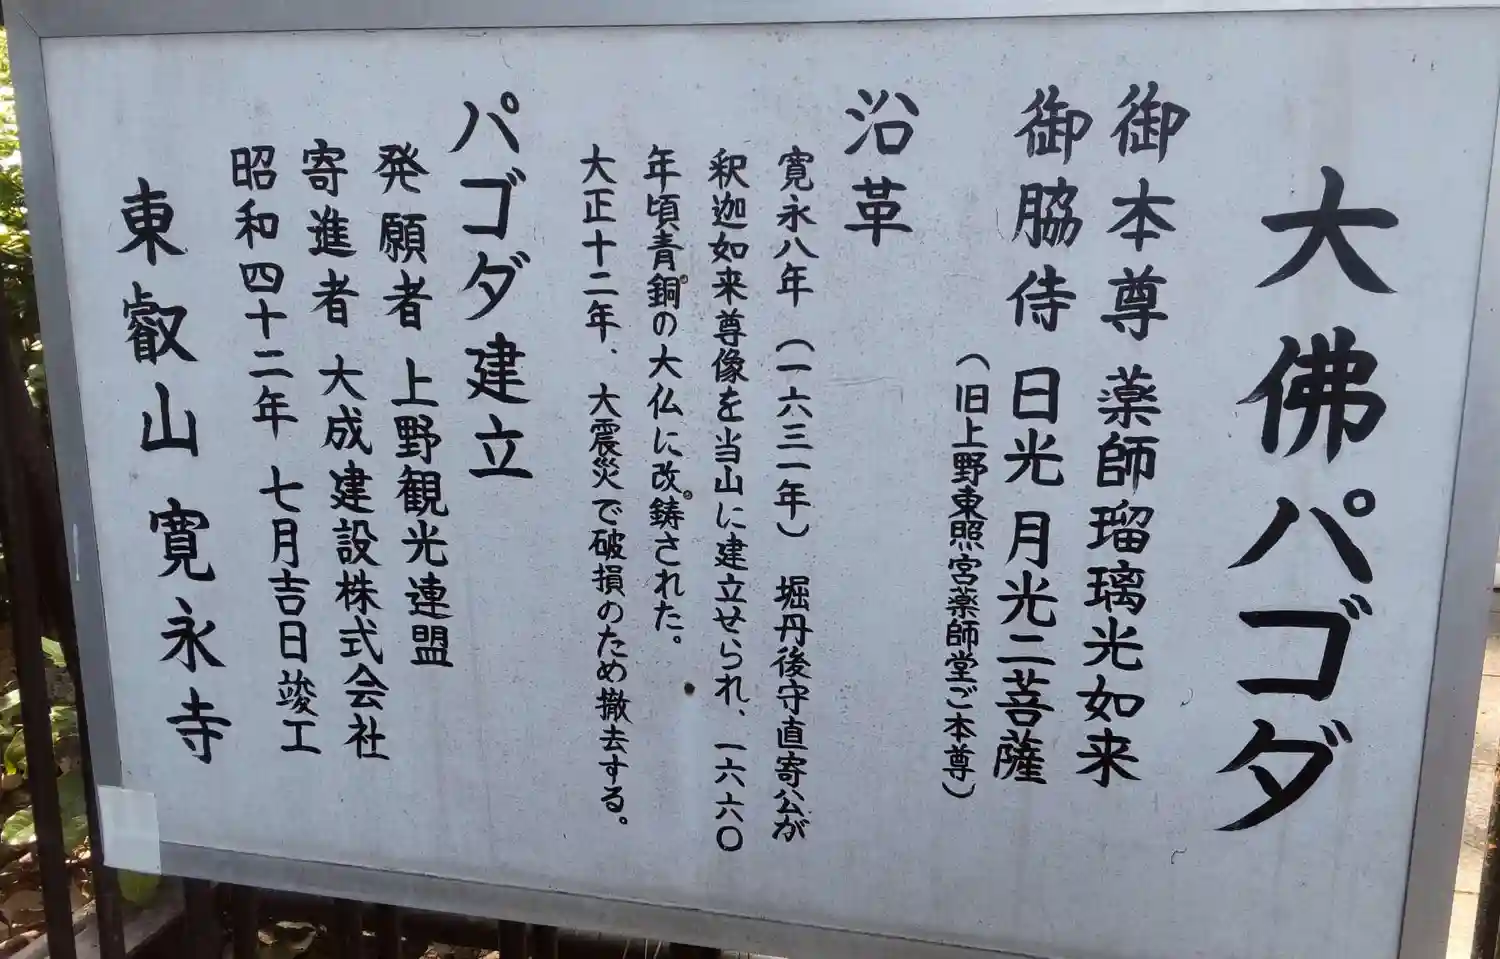 大佛パゴダ
御本尊 薬師瑠璃光如来
御脇侍 日光月光二菩薩
(旧上野東照宮薬師堂ご本尊)
沿革
寛永八年(一六三一年) 堀丹後守直寄公が
釈迦如来尊像を当山に建立せられ、一六六〇
年頃青銅の大仏に改鋳された。
大正十二年、大震災で破損のため撤去する。
パゴダ建立
発願者 上野観光連盟
寄進者 大成建設株式会社
昭和四十二年 七月吉日竣工
東叡山 寛永寺